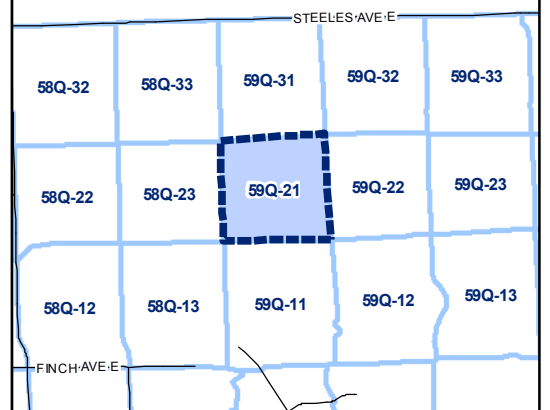 STEELES AVE E
58Q-32
58Q-33
59Q-31
59Q-32
59Q-33
58Q-22
58Q-23
59Q-21
59Q-22
59Q-23
58Q-12
58Q-13
59Q-11
59Q-12
59Q-13
FINCH AVE E